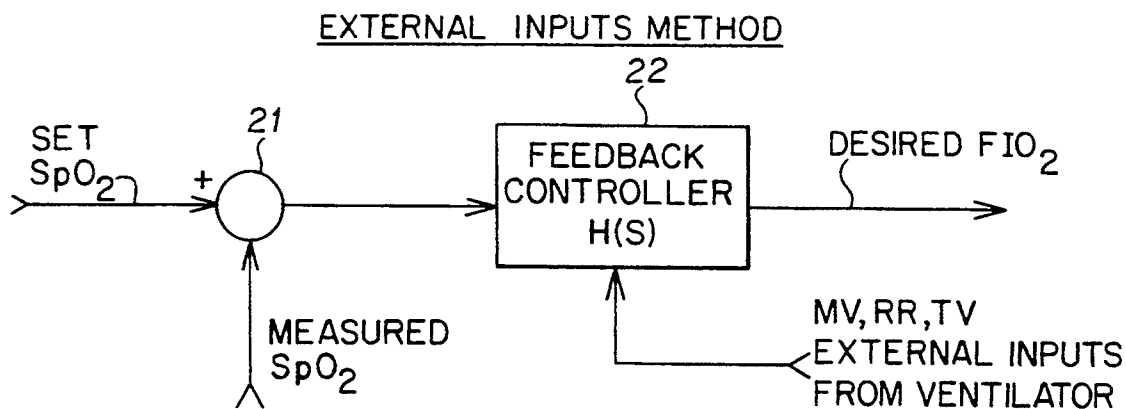 EXTERNAL INPUTS METHOD
22
21
SET
SpO₂
+
FEEDBACK
CONTROLLER
H(S)
DESIRED FIO₂
MEASURED
SpO₂
MV, RR, TV
EXTERNAL INPUTS
FROM VENTILATOR